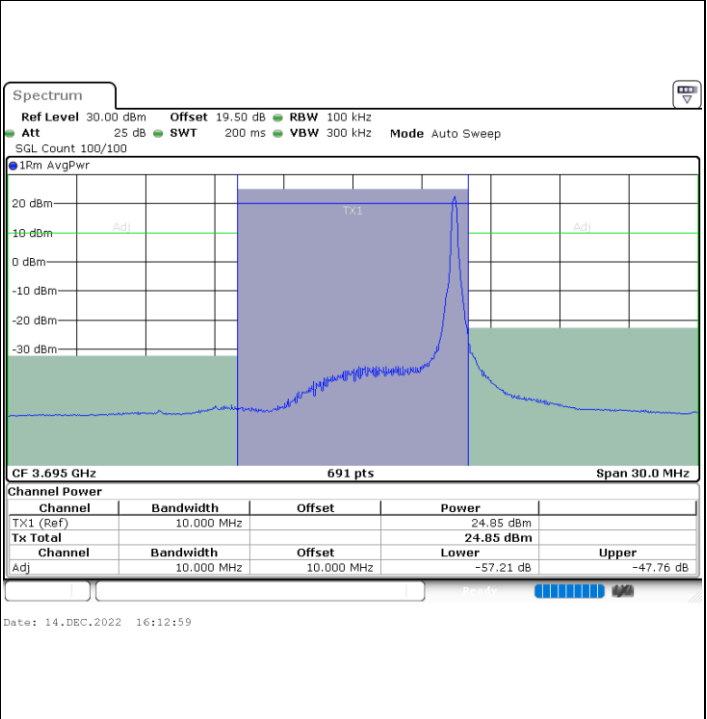 Spectrum
Ref Level 30.00 dBm Offset 19.50 dB RBW 100 kHz
Att 25 dB SWT 200 ms VBW 300 kHz Mode Auto Sweep
SGL Count 100/100
1Rm AvgPwr
20 dBm
TX1
Adj Adj
10 dBm
0 dBm
-10 dBm
-20 dBm
-30 dBm
CF 3.695 GHz 691 pts Span 30.0 MHz
Channel Power
Channel Bandwidth Offset Power
TX1 (Ref) 10.000 MHz 24.85 dBm
Tx Total 24.85 dBm
Channel Bandwidth Offset Lower Upper
Adj 10.000 MHz 10.000 MHz -57.21 dB -47.76 dB
Ready
Date: 14.DEC.2022 16:12:59